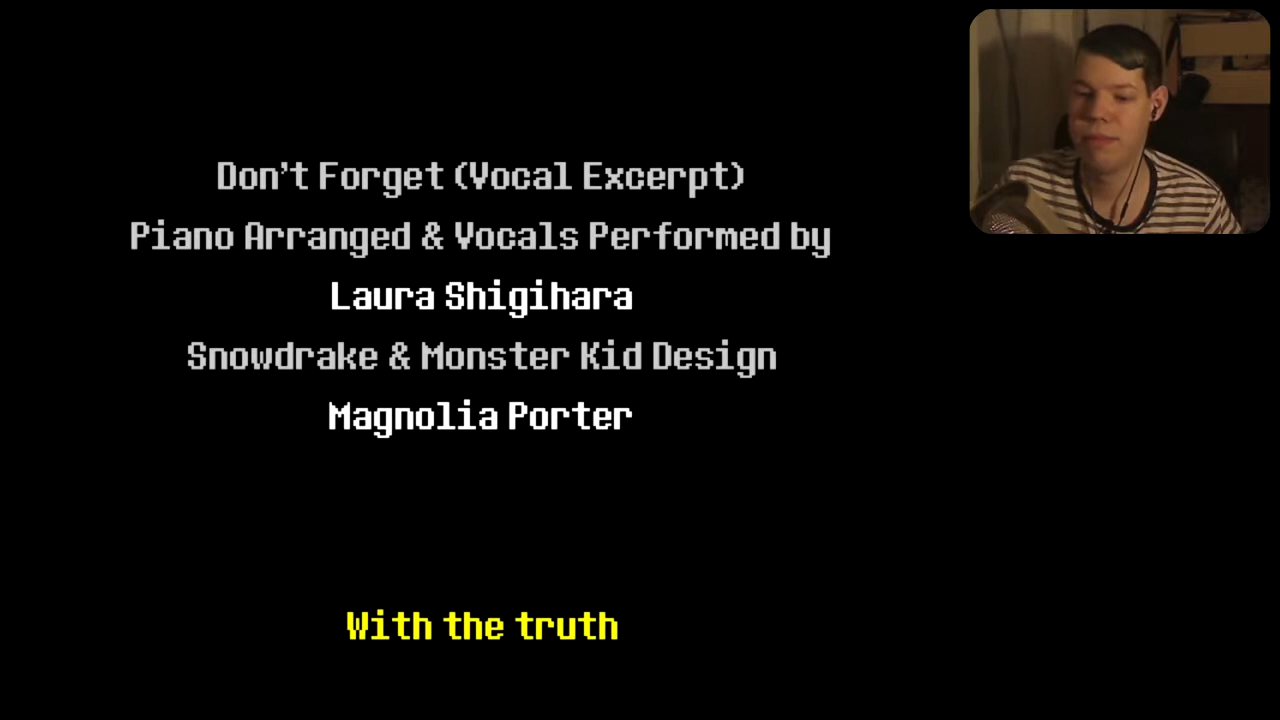 Don't Forget (Vocal Excerpt)
Piano Arranged & Vocals Performed by
Laura Shigihara
Snowdrake & Monster Kid Design
Magnolia Porter
With the truth